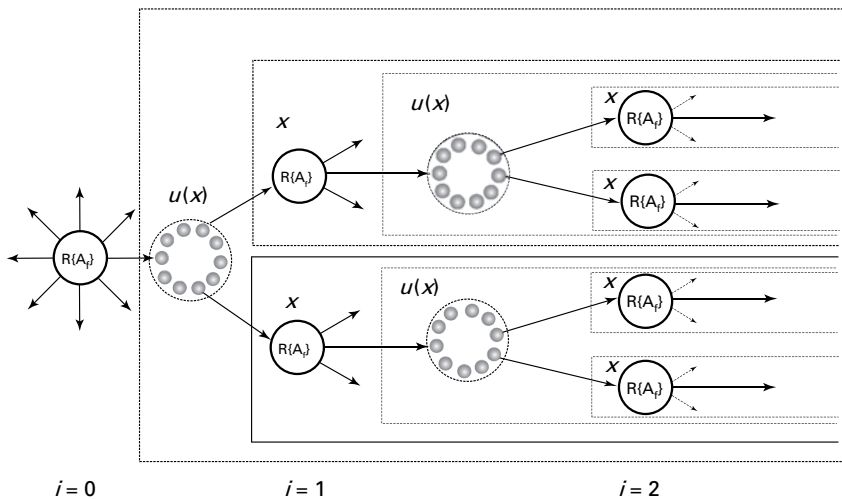 u(x)
x
R{A_f}
u(x)
x
R{A_f}
x
R{A_f}
u(x)
R{A_f}
x
R{A_f}
u(x)
x
R{A_f}
x
R{A_f}
i = 0
i = 1
i = 2